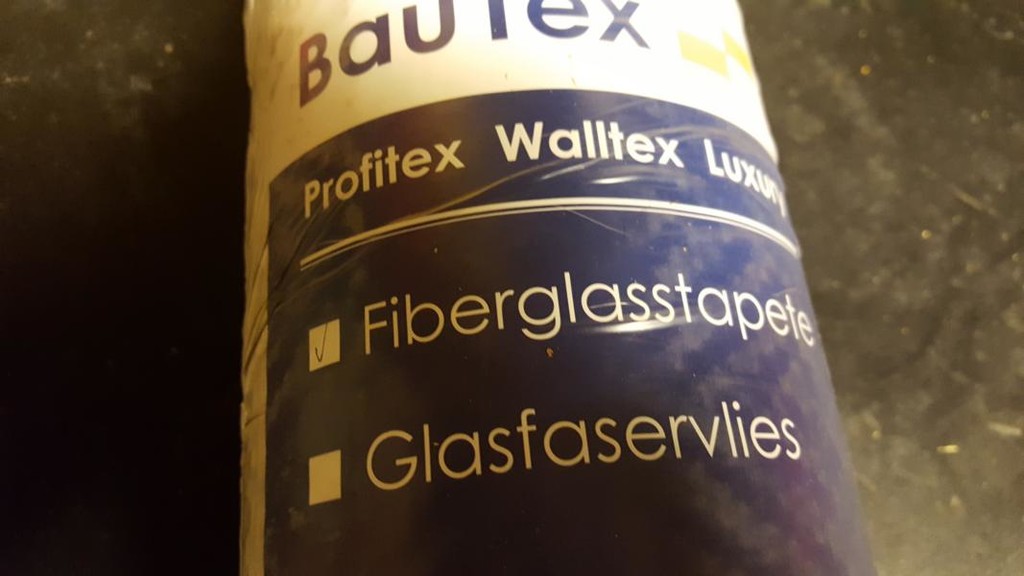 BauTex
Profitex Walltex Luxury
Fiberglasstapete
Glasfaservlies